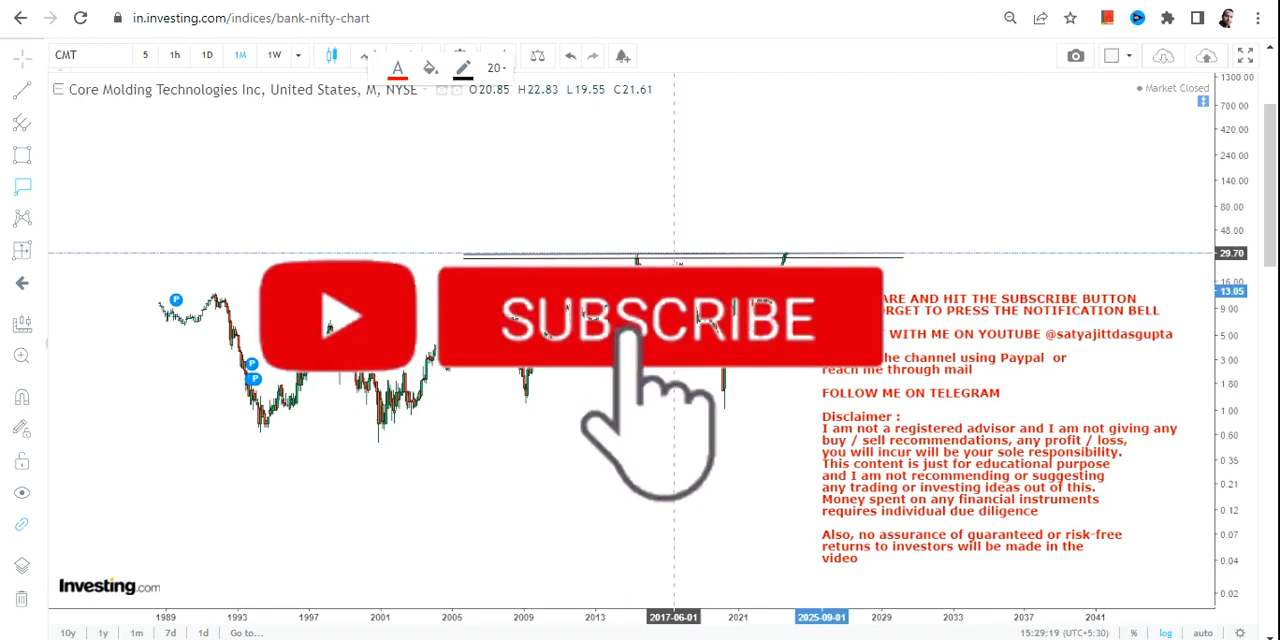 in.investing.com/indices/bank-nifty-chart
CMT 5 1h 1D 1M 1W A 20
Core Molding Technologies Inc, United States, M, NYSE O20.85 H22.83 L19.55 C21.61
Market Closed
1300.00
700.00
420.00
240.00
140.00
80.00
48.00
29.70
16.00
13.05
9.00
5.00
3.00
1.80
1.00
0.60
0.35
0.21
0.12
0.07
0.04
0.02
P
P
P
SUBSCRIBE
ARE AND HIT THE SUBSCRIBE BUTTON
RGET TO PRESS THE NOTIFICATION BELL
WITH ME ON YOUTUBE @satyajittdasgupta
the channel using Paypal or
reach me through mail
FOLLOW ME ON TELEGRAM
Disclaimer :
I am not a registered advisor and I am not giving any
buy / sell recommendations, any profit / loss,
you will incur will be your sole responsibility.
This content is just for educational purpose
and I am not recommending or suggesting
any trading or investing ideas out of this.
Money spent on any financial instruments
requires individual due diligence
Also, no assurance of guaranteed or risk-free
returns to investors will be made in the
video
Investing.com
1989 1993 1997 2001 2005 2009 2013 2017-06-01 2021 2025-09-01 2029 2033 2037 2041
10y 1y 1m 7d 1d Go to... 15:29:19 (UTC+5:30) % log auto